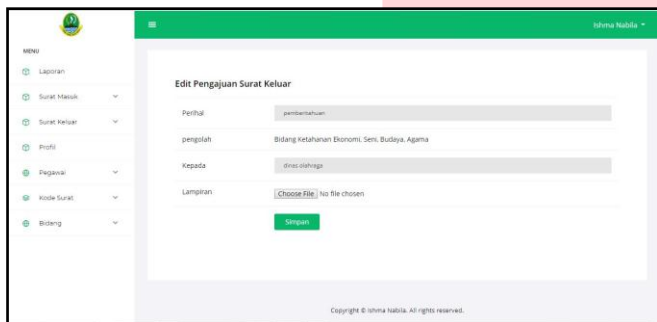 Ishma Nabila
MENU
Laporan
Surat Masuk
Surat Keluar
Profil
Pegawai
Kode Surat
Bidang
Edit Pengajuan Surat Keluar
Perihal pemberitahuan
pengolah Bidang Ketahanan Ekonomi, Seni, Budaya, Agama
Kepada dinas olahraga
Lampiran Choose File No file chosen
Simpan
Copyright © Ishma Nabila. All rights reserved.